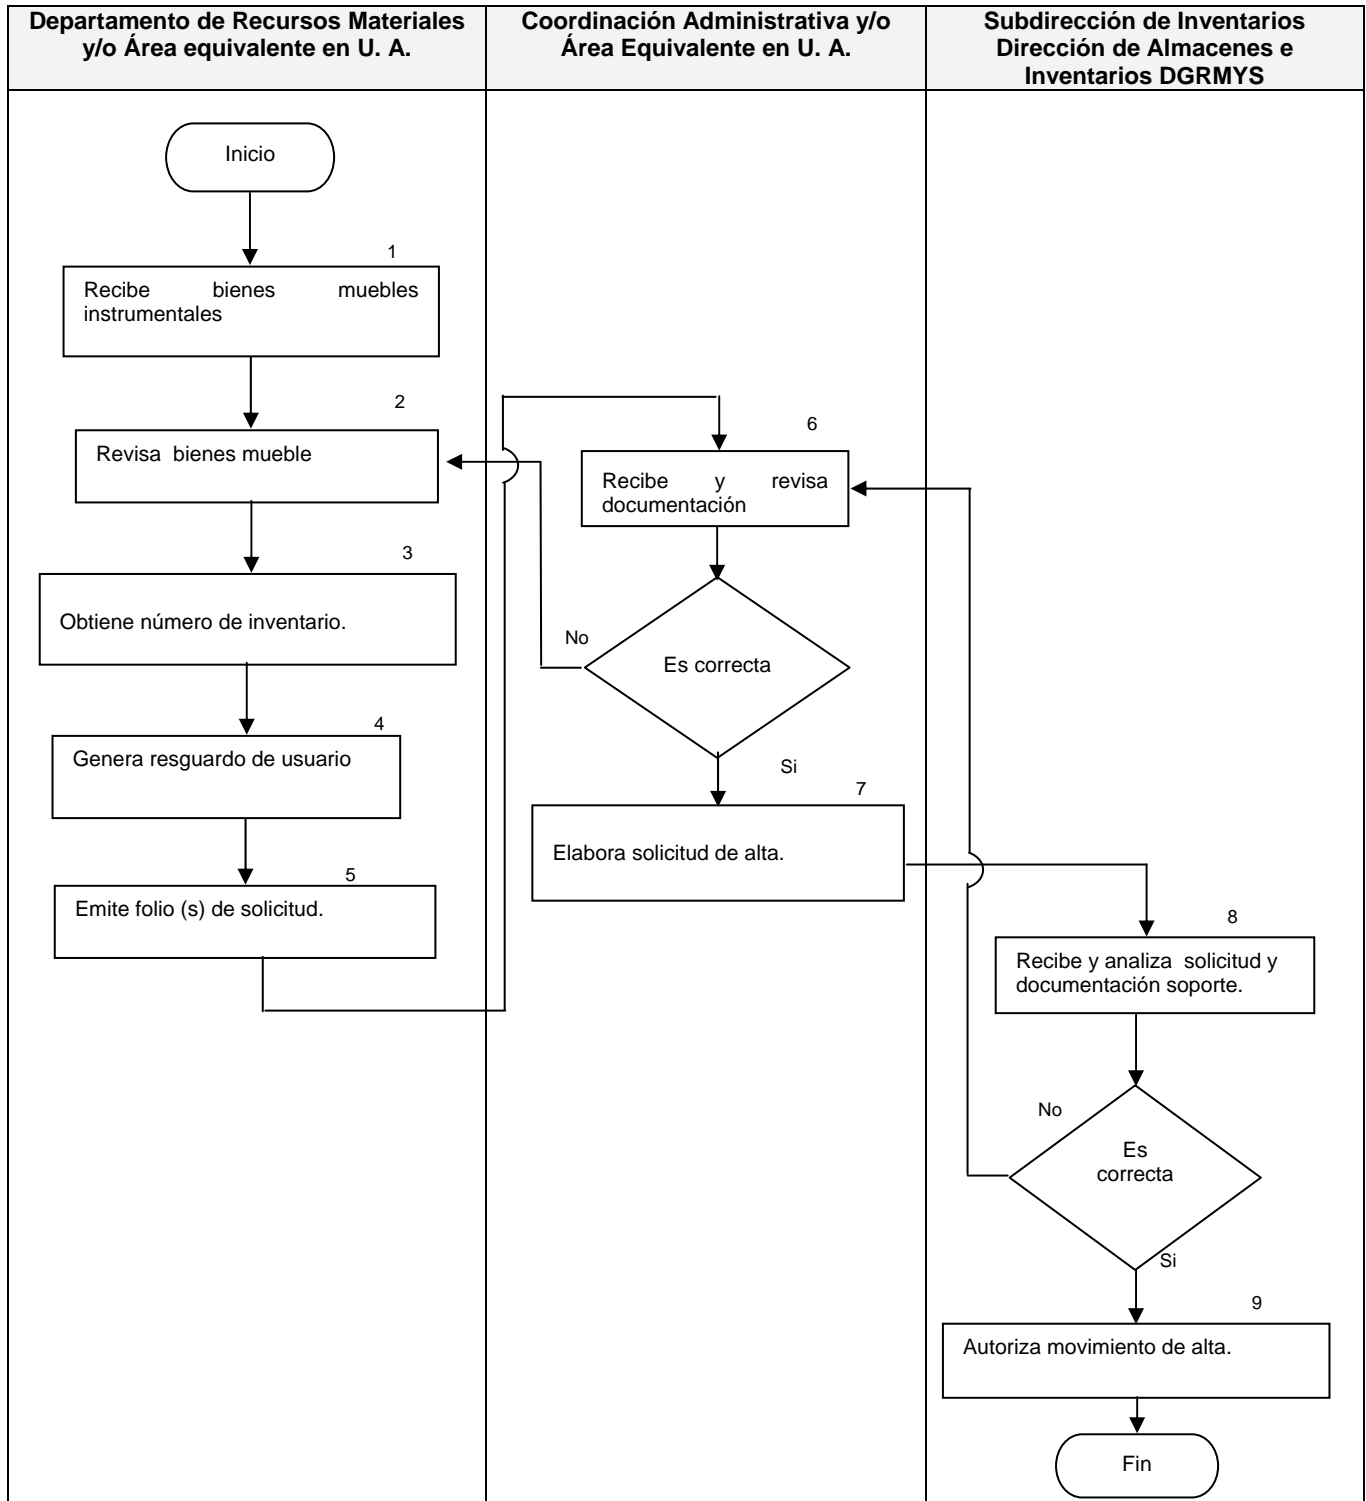 Departamento de Recursos Materiales
y/o Área equivalente en U. A.
Coordinación Administrativa y/o
Área Equivalente en U. A.
Subdirección de Inventarios
Dirección de Almacenes e
Inventarios DGRMYS
Inicio
1
Recibe bienes muebles
instrumentales
2
Revisa bienes mueble
3
Obtiene número de inventario.
4
Genera resguardo de usuario
5
Emite folio (s) de solicitud.
6
Recibe y revisa
documentación
No
Es correcta
Si
7
Elabora solicitud de alta.
8
Recibe y analiza solicitud y
documentación soporte.
No
Es
correcta
Si
9
Autoriza movimiento de alta.
Fin